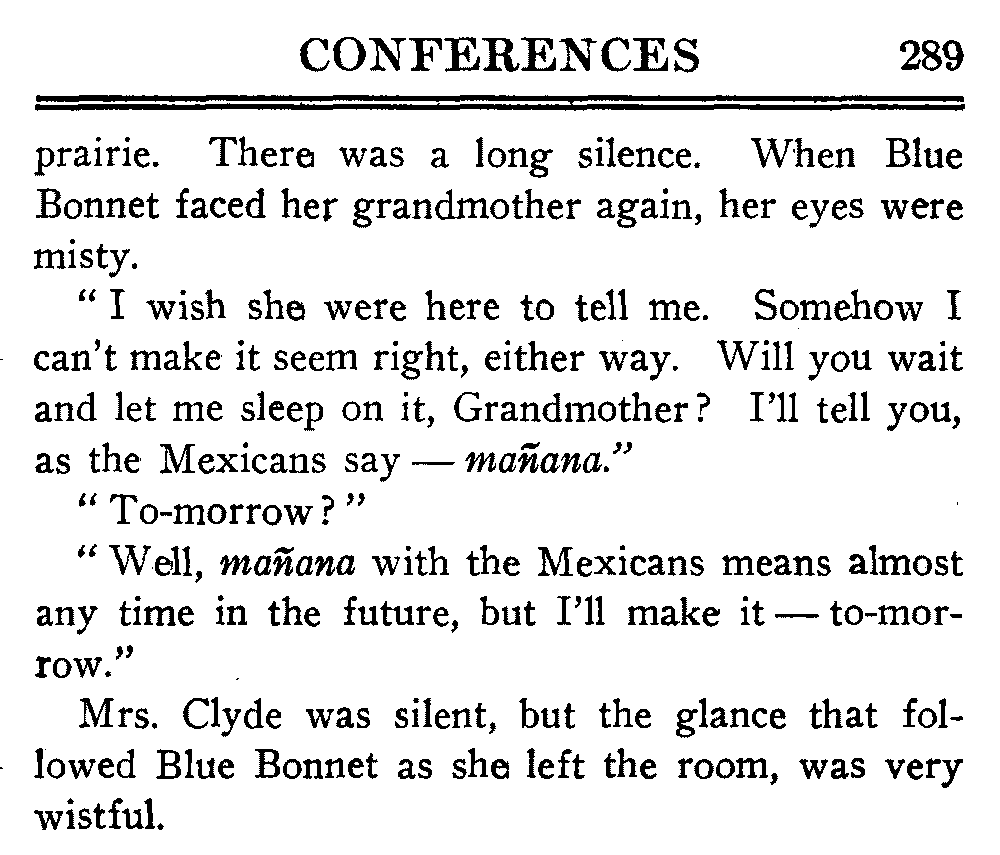 CONFERENCES 289
prairie. There was a long silence. When Blue
Bonnet faced her grandmother again, her eyes were
misty.
“ I wish she were here to tell me. Somehow I
can’t make it seem right, either way. Will you wait
and let me sleep on it, Grandmother? I’ll tell you,
as the Mexicans say — mañana.”
“ To-morrow? ”
“ Well, mañana with the Mexicans means almost
any time in the future, but I’ll make it — to-mor-
row.”
Mrs. Clyde was silent, but the glance that fol-
lowed Blue Bonnet as she left the room, was very
wistful.